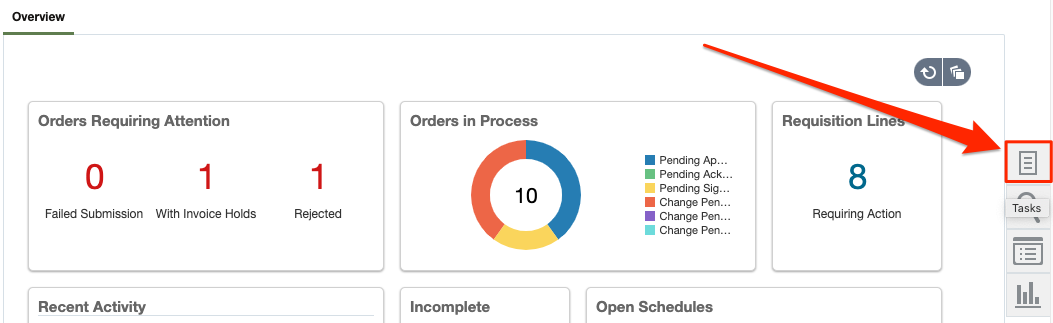 Overview
Orders Requiring Attention
0
Failed Submission
1
With Invoice Holds
1
Rejected
Orders in Process
10
Pending Ap...
Pending Ack...
Pending Sig...
Change Pen...
Change Pen...
Change Pen...
Requisition Lines
8
Requiring Action
Tasks
Recent Activity
Incomplete
Open Schedules